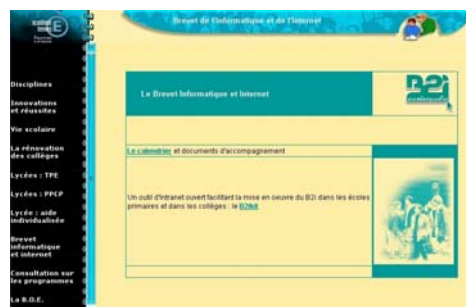 Brevet de l'informatique et de l'internet
Disciplines
Innovations
et réussites
Vie scolaire
La rénovation
des collèges
Lycées : TPE
Lycées : PPCP
Lycée : aide
individualisée
Brevet
informatique
et internet
Consultation sur
les programmes
La B.O.E.
Le Brevet Informatique et Internet
B2i
Le calendrier et documents d'accompagnement
Un outil d'Intranet ouvert facilitant la mise en oeuvre du B2i dans les écoles
primaires et dans les collèges : le